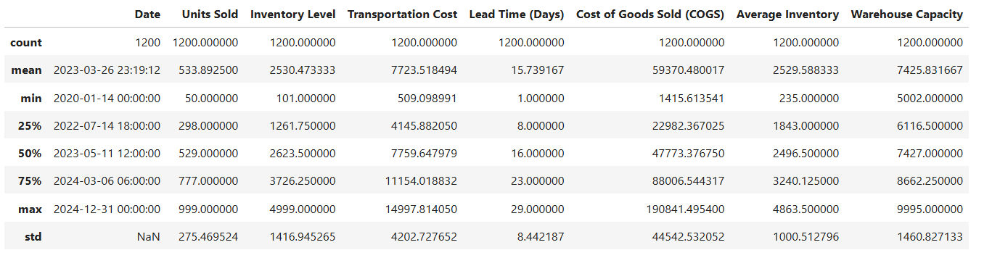 Date Units Sold Inventory Level Transportation Cost Lead Time (Days) Cost of Goods Sold (COGS) Average Inventory Warehouse Capacity
count 1200 1200.000000 1200.000000 1200.000000 1200.000000 1200.000000 1200.000000 1200.000000
mean 2023-03-26 23:19:12 533.892500 2530.473333 7723.518494 15.739167 59370.480017 2529.588333 7425.831667
min 2020-01-14 00:00:00 50.000000 101.000000 509.098991 1.000000 1415.613541 235.000000 5002.000000
25% 2022-07-14 18:00:00 298.000000 1261.750000 4145.882050 8.000000 22982.367025 1843.000000 6116.500000
50% 2023-05-11 12:00:00 529.000000 2623.500000 7759.647979 16.000000 47773.376750 2496.500000 7427.000000
75% 2024-03-06 06:00:00 777.000000 3726.250000 11154.018832 23.000000 88006.544317 3240.125000 8662.250000
max 2024-12-31 00:00:00 999.000000 4999.000000 14997.814050 29.000000 190841.495400 4863.500000 9995.000000
std NaN 275.469524 1416.945265 4202.727652 8.442187 44542.532052 1000.512796 1460.827133